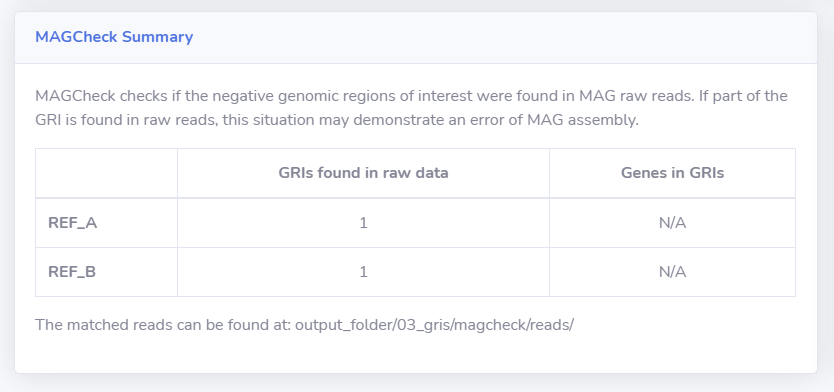 MAGCheck Summary
MAGCheck checks if the negative genomic regions of interest were found in MAG raw reads. If part of the
GRI is found in raw reads, this situation may demonstrate an error of MAG assembly.
GRIs found in raw data Genes in GRIs
REF_A 1 N/A
REF_B 1 N/A
The matched reads can be found at: output_folder/03_gris/magcheck/reads/